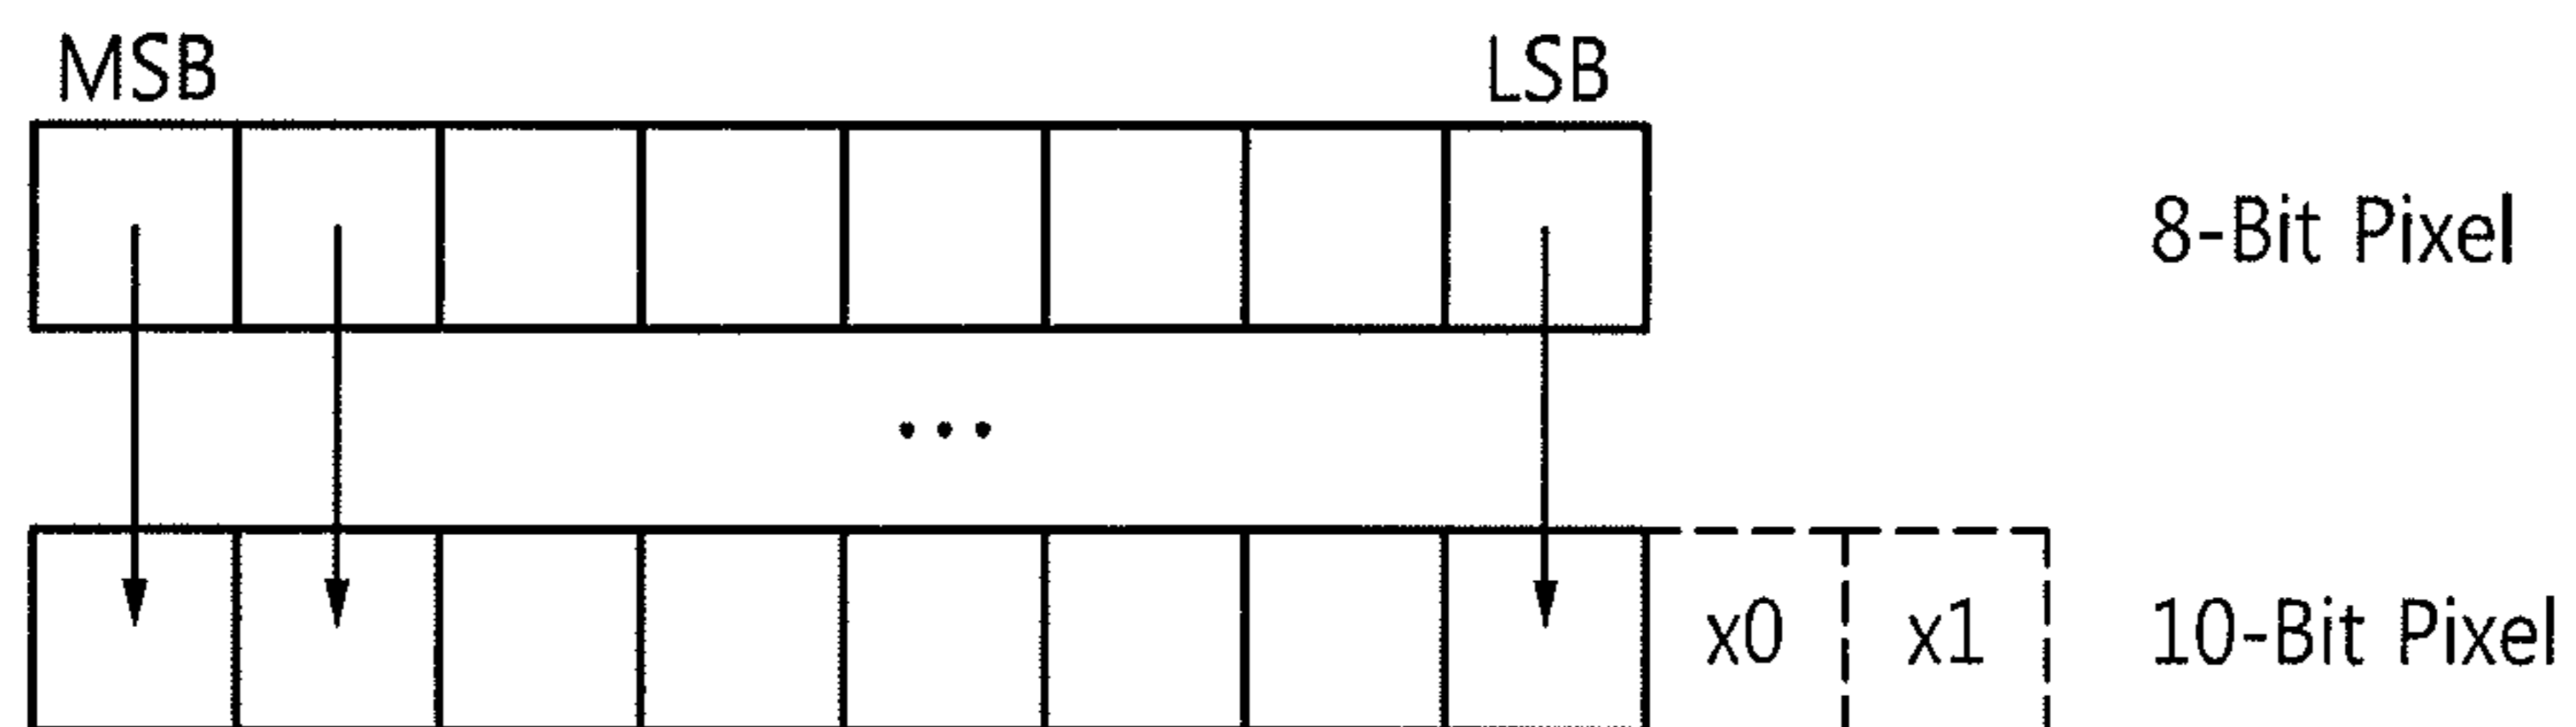 MSB LSB
8-Bit Pixel
...
x0 x1 10-Bit Pixel